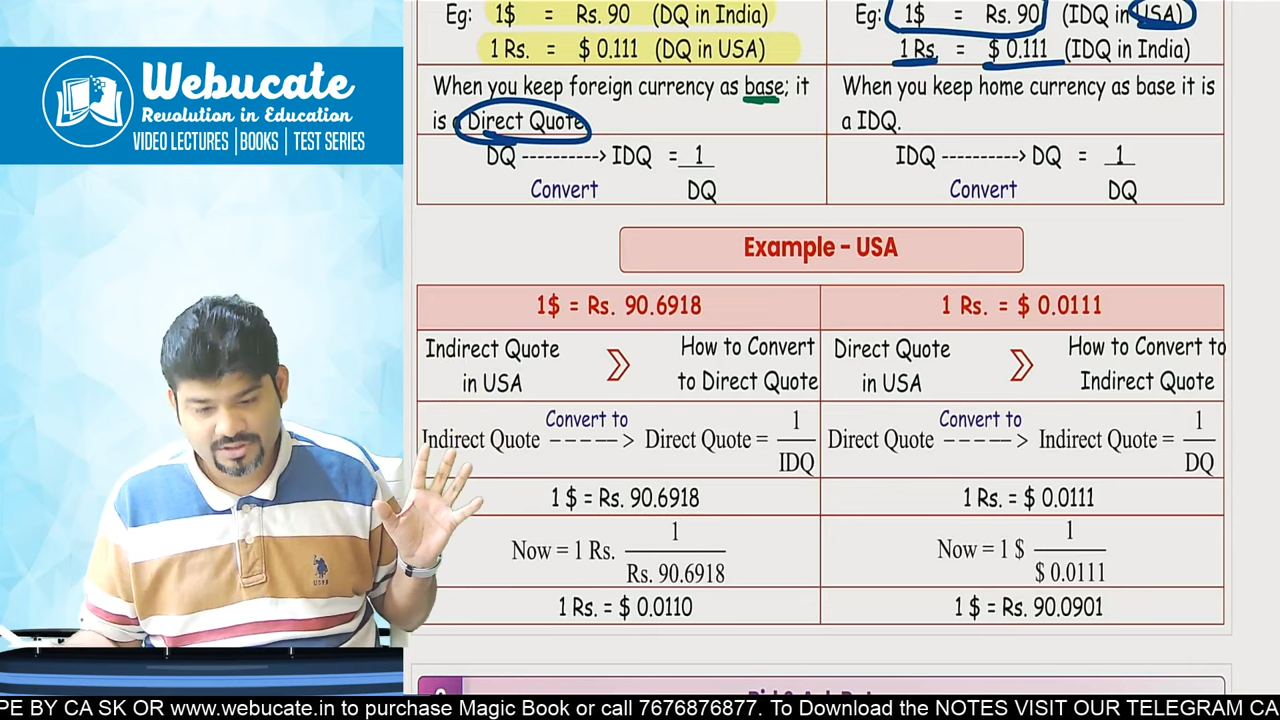 Webucate
Revolution in Education
VIDEO LECTURES | BOOKS | TEST SERIES
Eg: 1$ = Rs. 90 (DQ in India)
1 Rs. = $ 0.111 (DQ in USA)
Eg: 1$ = Rs. 90 (IDQ in USA)
1 Rs. = $ 0.111 (IDQ in India)
When you keep foreign currency as base; it
is a Direct Quote
When you keep home currency as base it is
a IDQ.
DQ ----------> IDQ = 1
Convert DQ
IDQ ----------> DQ = 1
Convert DQ
Example - USA
1$ = Rs. 90.6918
1 Rs. = $ 0.0111
Indirect Quote
in USA
How to Convert
to Direct Quote
Direct Quote
in USA
How to Convert to
Indirect Quote
Convert to
Indirect Quote -----> Direct Quote = 1
IDQ
Convert to
Direct Quote -----> Indirect Quote = 1
DQ
1 $ = Rs. 90.6918
1 Rs. = $ 0.0111
Now = 1 Rs. 1
Rs. 90.6918
Now = 1 $ 1
$ 0.0111
1 Rs. = $ 0.0110
1 $ = Rs. 90.0901
PE BY CA SK OR www.webucate.in to purchase Magic Book or call 7676876877. To Download the NOTES VISIT OUR TELEGRAM CA